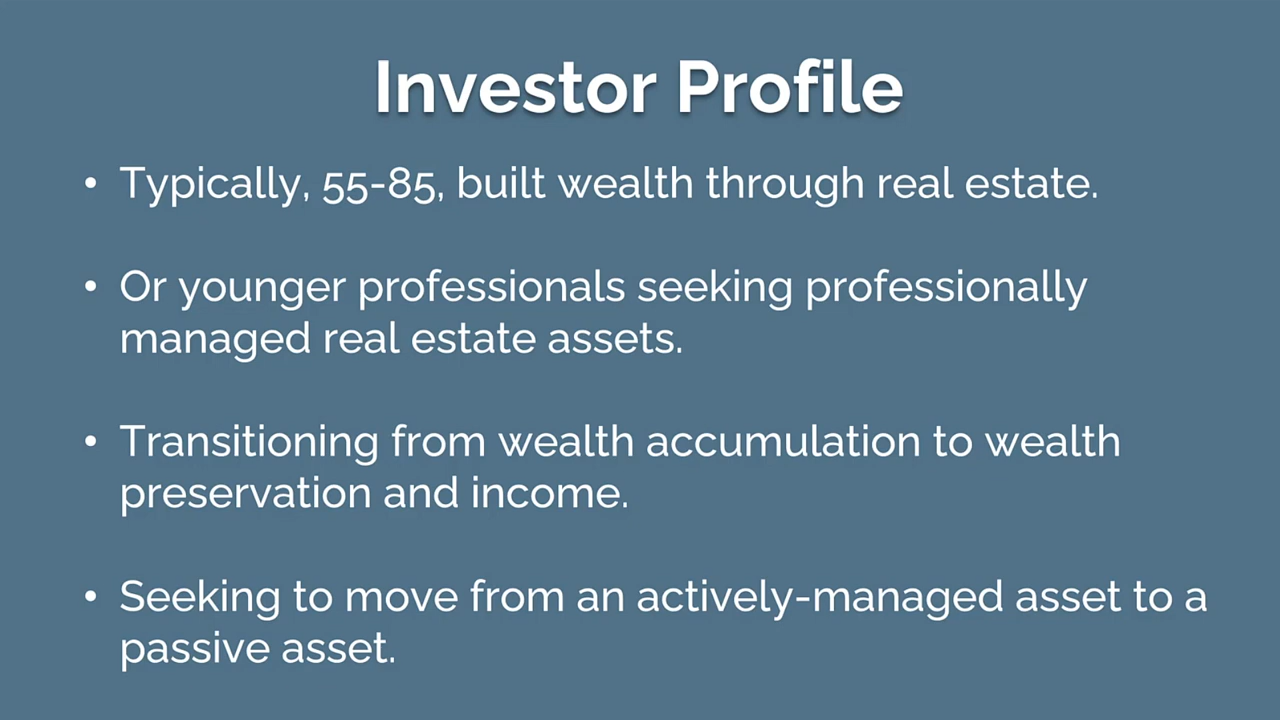 Investor Profile
• Typically, 55-85, built wealth through real estate.
• Or younger professionals seeking professionally
managed real estate assets.
• Transitioning from wealth accumulation to wealth
preservation and income.
• Seeking to move from an actively-managed asset to a
passive asset.